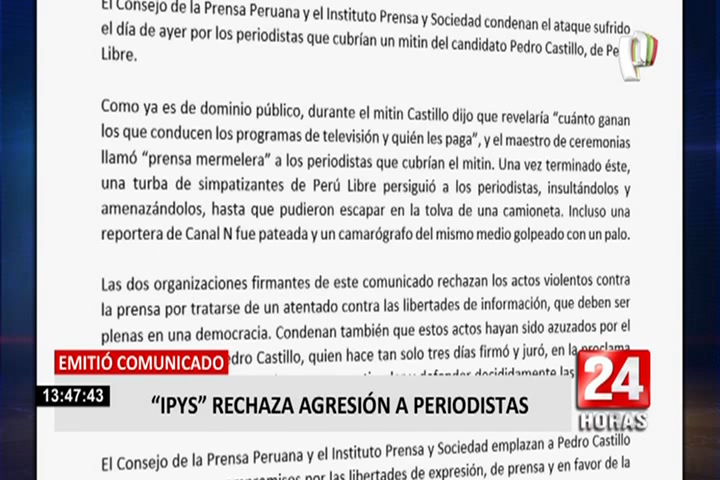 El Consejo de la Prensa Peruana y el Instituto Prensa y Sociedad condenan el ataque sufrido
el día de ayer por los periodistas que cubrían un mitin del candidato Pedro Castillo, de
Libre.
Como ya es de dominio público, durante el mitin Castillo dijo que revelaría “cuánto ganan
los que conducen los programas de televisión y quién les paga”, y el maestro de ceremonias
llamó “prensa mermelera” a los periodistas que cubrían el mitin. Una vez terminado éste,
una turba de simpatizantes de Perú Libre persiguió a los periodistas, insultándolos y
amenazándolos, hasta que pudieron escapar en la tolva de una camioneta. Incluso una
reportera de Canal N fue pateada y un camarógrafo del mismo medio golpeado con un palo.
Las dos organizaciones firmantes de este comunicado rechazan los actos violentos contra
la prensa por tratarse de un atentado contra las libertades de información, que deben ser
plenas en una democracia. Condenan también que estos actos hayan sido azuzados por el
dro Castillo, quien hace tan solo tres días firmó y juró, en la proclama
EMITIÓ COMUNICADO
decididamente las
13:47:43
“IPYS” RECHAZA AGRESIÓN A PERIODISTAS
24
HORAS
El Consejo de la Prensa Peruana y el Instituto Prensa y Sociedad emplazan a Pedro Castillo
por las libertades de expresión, de prensa y en favor de la